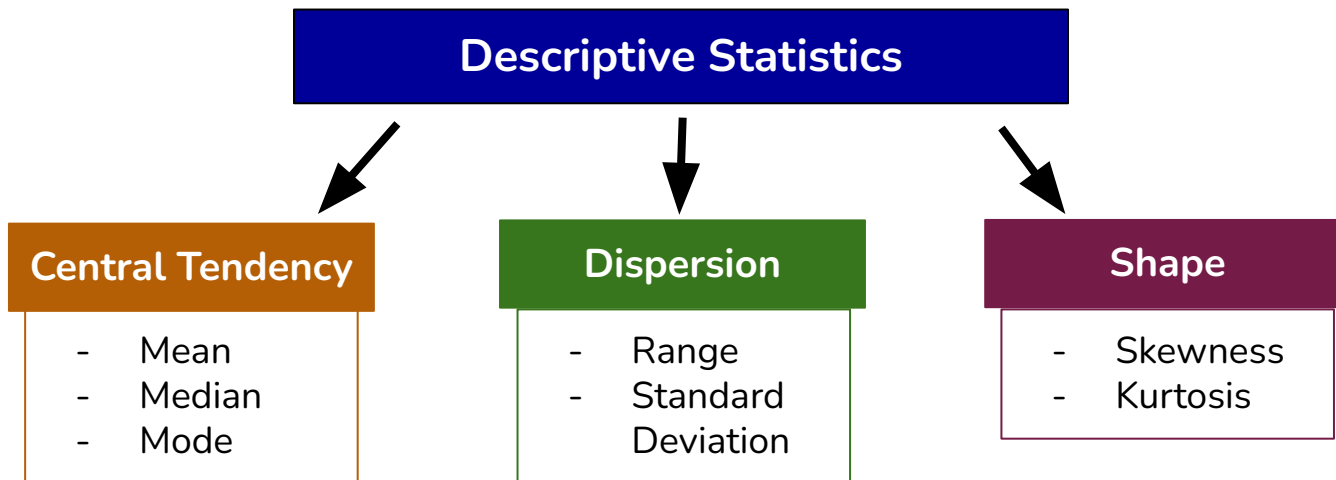 Descriptive Statistics
Central Tendency
- Mean
- Median
- Mode
Dispersion
- Range
- Standard
Deviation
Shape
- Skewness
- Kurtosis